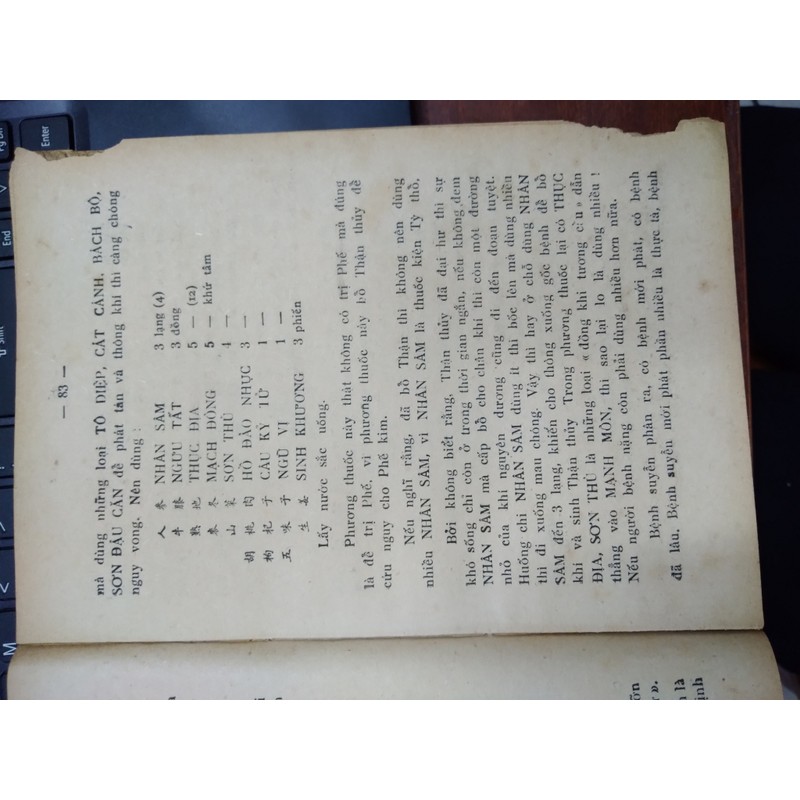 — 83 —
mà dùng những loại TÔ DIỆP, CÁT CÁNH, BÁCH BỘ,
SƠN ĐẬU CĂN để phát tán và thông khí thì càng chóng
nguy vong. Nên dùng :
人 參 NHÂN SÂM 3 lạng (4)
牛 膝 NGƯU TẤT 3 đồng
熟 地 THỤC ĐỊA 5 — (12)
麥 冬 MẠCH ĐÔNG 5 — khử tâm
山 茱 SƠN THÙ 4 —
胡 桃 肉 HỒ ĐÀO NHỤC 3 —
枸 杞 子 CÂU KỶ TỬ 1 —
五 味 子 NGŨ VỊ 1 —
生 姜 SINH KHƯƠNG 3 phiến
Lấy nước sắc uống.
Phương thuốc này thật không có trị Phế mà đúng
là để trị Phế, vì phương thuốc này bổ Thận thủy để
cứu nguy cho Phế kim.
Nếu nghĩ rằng, đã bổ Thận thì không nên dùng
nhiều NHÂN SÂM, vì NHÂN SÂM là thuốc kiện Tỳ thổ,
Bởi không biết rằng, Thận thủy đã đại hư thì sự
khó sống chỉ còn ở trong thời gian ngắn, nếu không đem
NHÂN SÂM mà cấp bổ cho chân khí thì còn một đường
nhỏ của khí nguyên dương cũng đi đến đoạn tuyệt.
Huống chi NHÂN SÂM dùng ít thì bốc lên mà dùng nhiều
thì đi xuống mau chóng. Vậy thì hay ở chỗ dùng NHÂN
SÂM đến 3 lạng, khiến cho thông xuống gốc bệnh để bổ
khí và sinh Thận thủy Trong phương thuốc lại có THỤC
ĐỊA, SƠN THÙ là những loại « đồng khí tương cầu » dẫn
thẳng vào MẠNH MÔN, thì sao lại lo là dùng nhiều !
Nếu người bệnh nặng còn phải dùng nhiều hơn nữa.
Bệnh suyễn phân ra, có bệnh mới phát, có bệnh
đã lâu. Bệnh suyễn mới phát phần nhiều là thực tà, bệnh